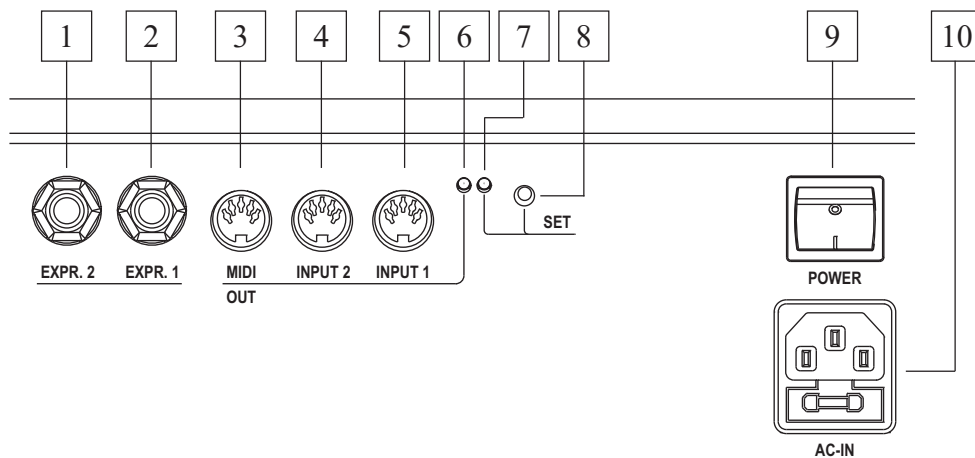 1 2 3 4 5 6 7 8 9 10
SET
EXPR. 2 EXPR. 1 MIDI INPUT 2 INPUT 1 POWER
OUT
AC-IN